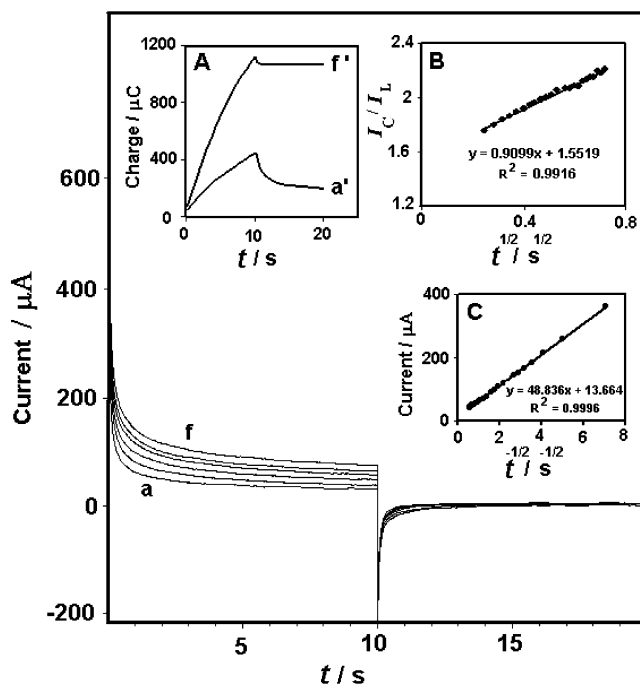 1200
A
f'
800
400
a'
0
0 10 20
Charge / µC
t / s
2.4
B
2
1.6
1.2
y = 0.9099x + 1.5519
R² = 0.9916
0 0.4 0.8
I_C / I_L
t^1/2 / s^1/2
400
C
200
0
y = 48.836x + 13.664
R² = 0.9996
0 2 4 6 8
Current / µA
t^-1/2 / s^-1/2
600
400
200
0
-200
f
a
5 10 15
Current / µA
t / s